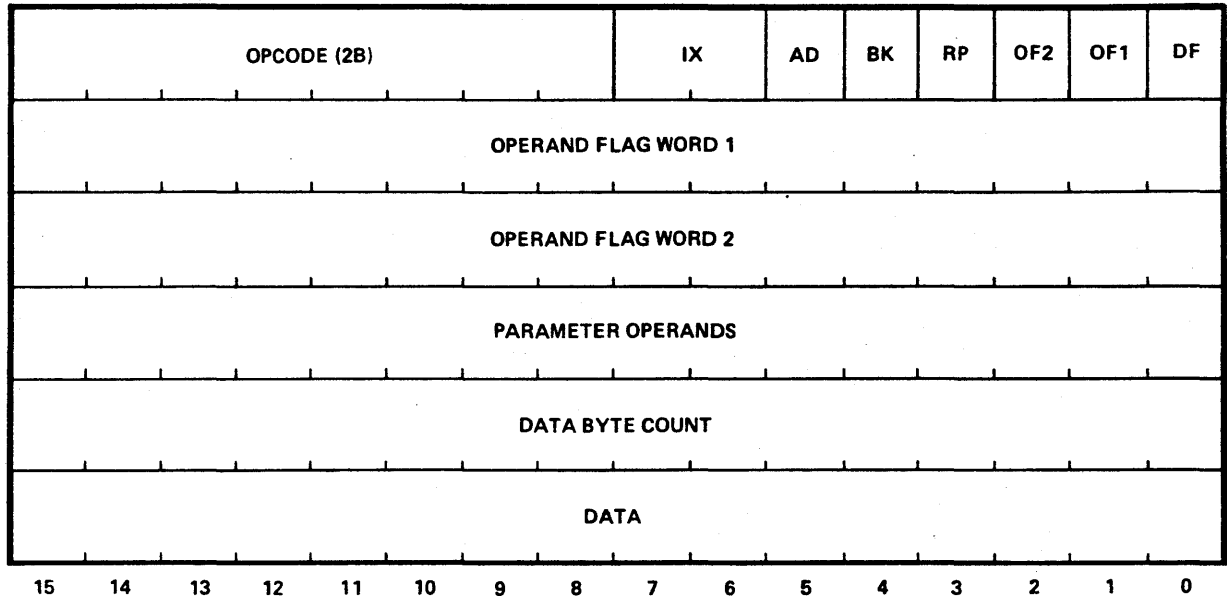 OPCODE (2B) IX AD BK RP OF2 OF1 DF
OPERAND FLAG WORD 1
OPERAND FLAG WORD 2
PARAMETER OPERANDS
DATA BYTE COUNT
DATA
15 14 13 12 11 10 9 8 7 6 5 4 3 2 1 0